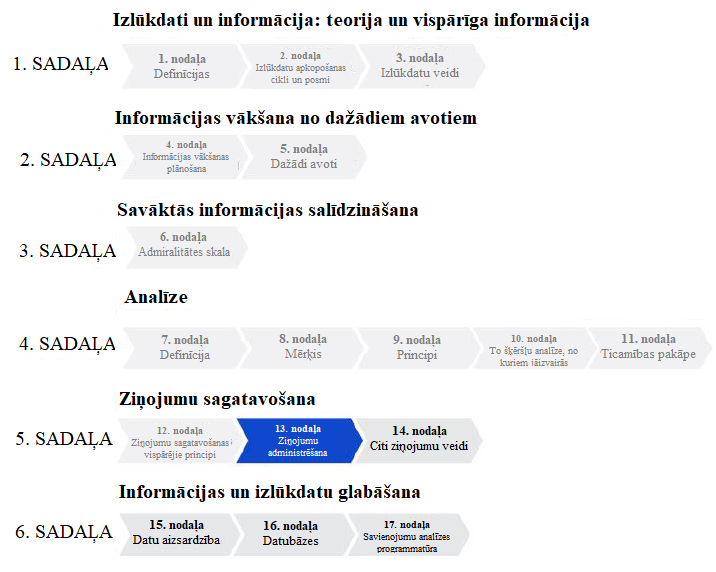 Izlūkdati un informācija: teorija un vispārīga informācija
1. SADAĻA
1. nodaļa
Definīcijas
2. nodaļa
Izlūkdatu apkopošanas
cikli un posmi
3. nodaļa
Izlūkdatu veidi
Informācijas vākšana no dažādiem avotiem
2. SADAĻA
4. nodaļa
Informācijas vākšanas
plānošana
5. nodaļa
Dažādi avoti
Savāktās informācijas salīdzināšana
3. SADAĻA
6. nodaļa
Admiralitātes skala
Analīze
4. SADAĻA
7. nodaļa
Definīcija
8. nodaļa
Mērķis
9. nodaļa
Principi
10. nodaļa
To šķēršļu analīze, no
kuriem jāizvairās
11. nodaļa
Ticamības pakāpe
Ziņojumu sagatavošana
5. SADAĻA
12. nodaļa
Ziņojumu sagatavošanas
vispārējie principi
13. nodaļa
Ziņojumu
administrēšana
14. nodaļa
Citi ziņojumu veidi
Informācijas un izlūkdatu glabāšana
6. SADAĻA
15. nodaļa
Datu aizsardzība
16. nodaļa
Datubāzes
17. nodaļa
Savienojumu analīzes
programmatūra